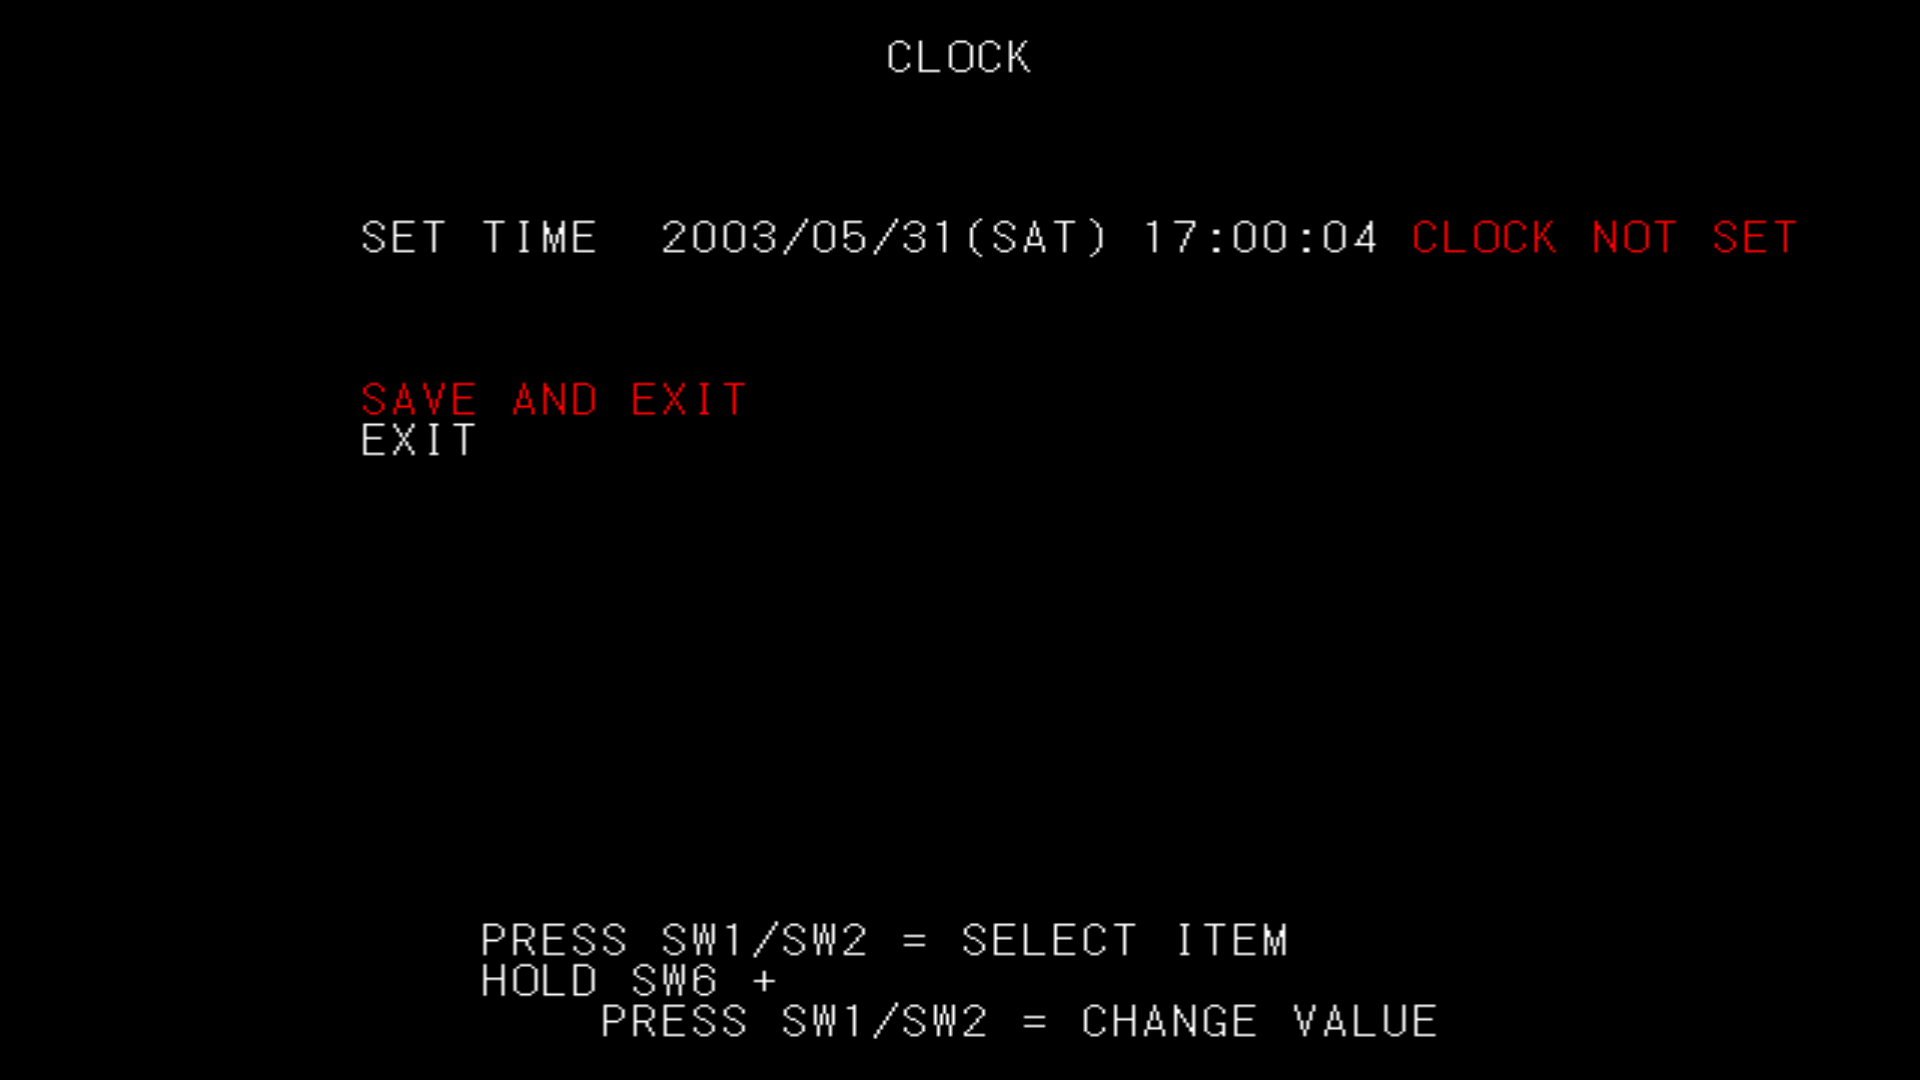 CLOCK
SET TIME 2003/05/31(SAT) 17:00:04 CLOCK NOT SET
SAVE AND EXIT
EXIT
PRESS SW1/SW2 = SELECT ITEM
HOLD SW6 +
PRESS SW1/SW2 = CHANGE VALUE